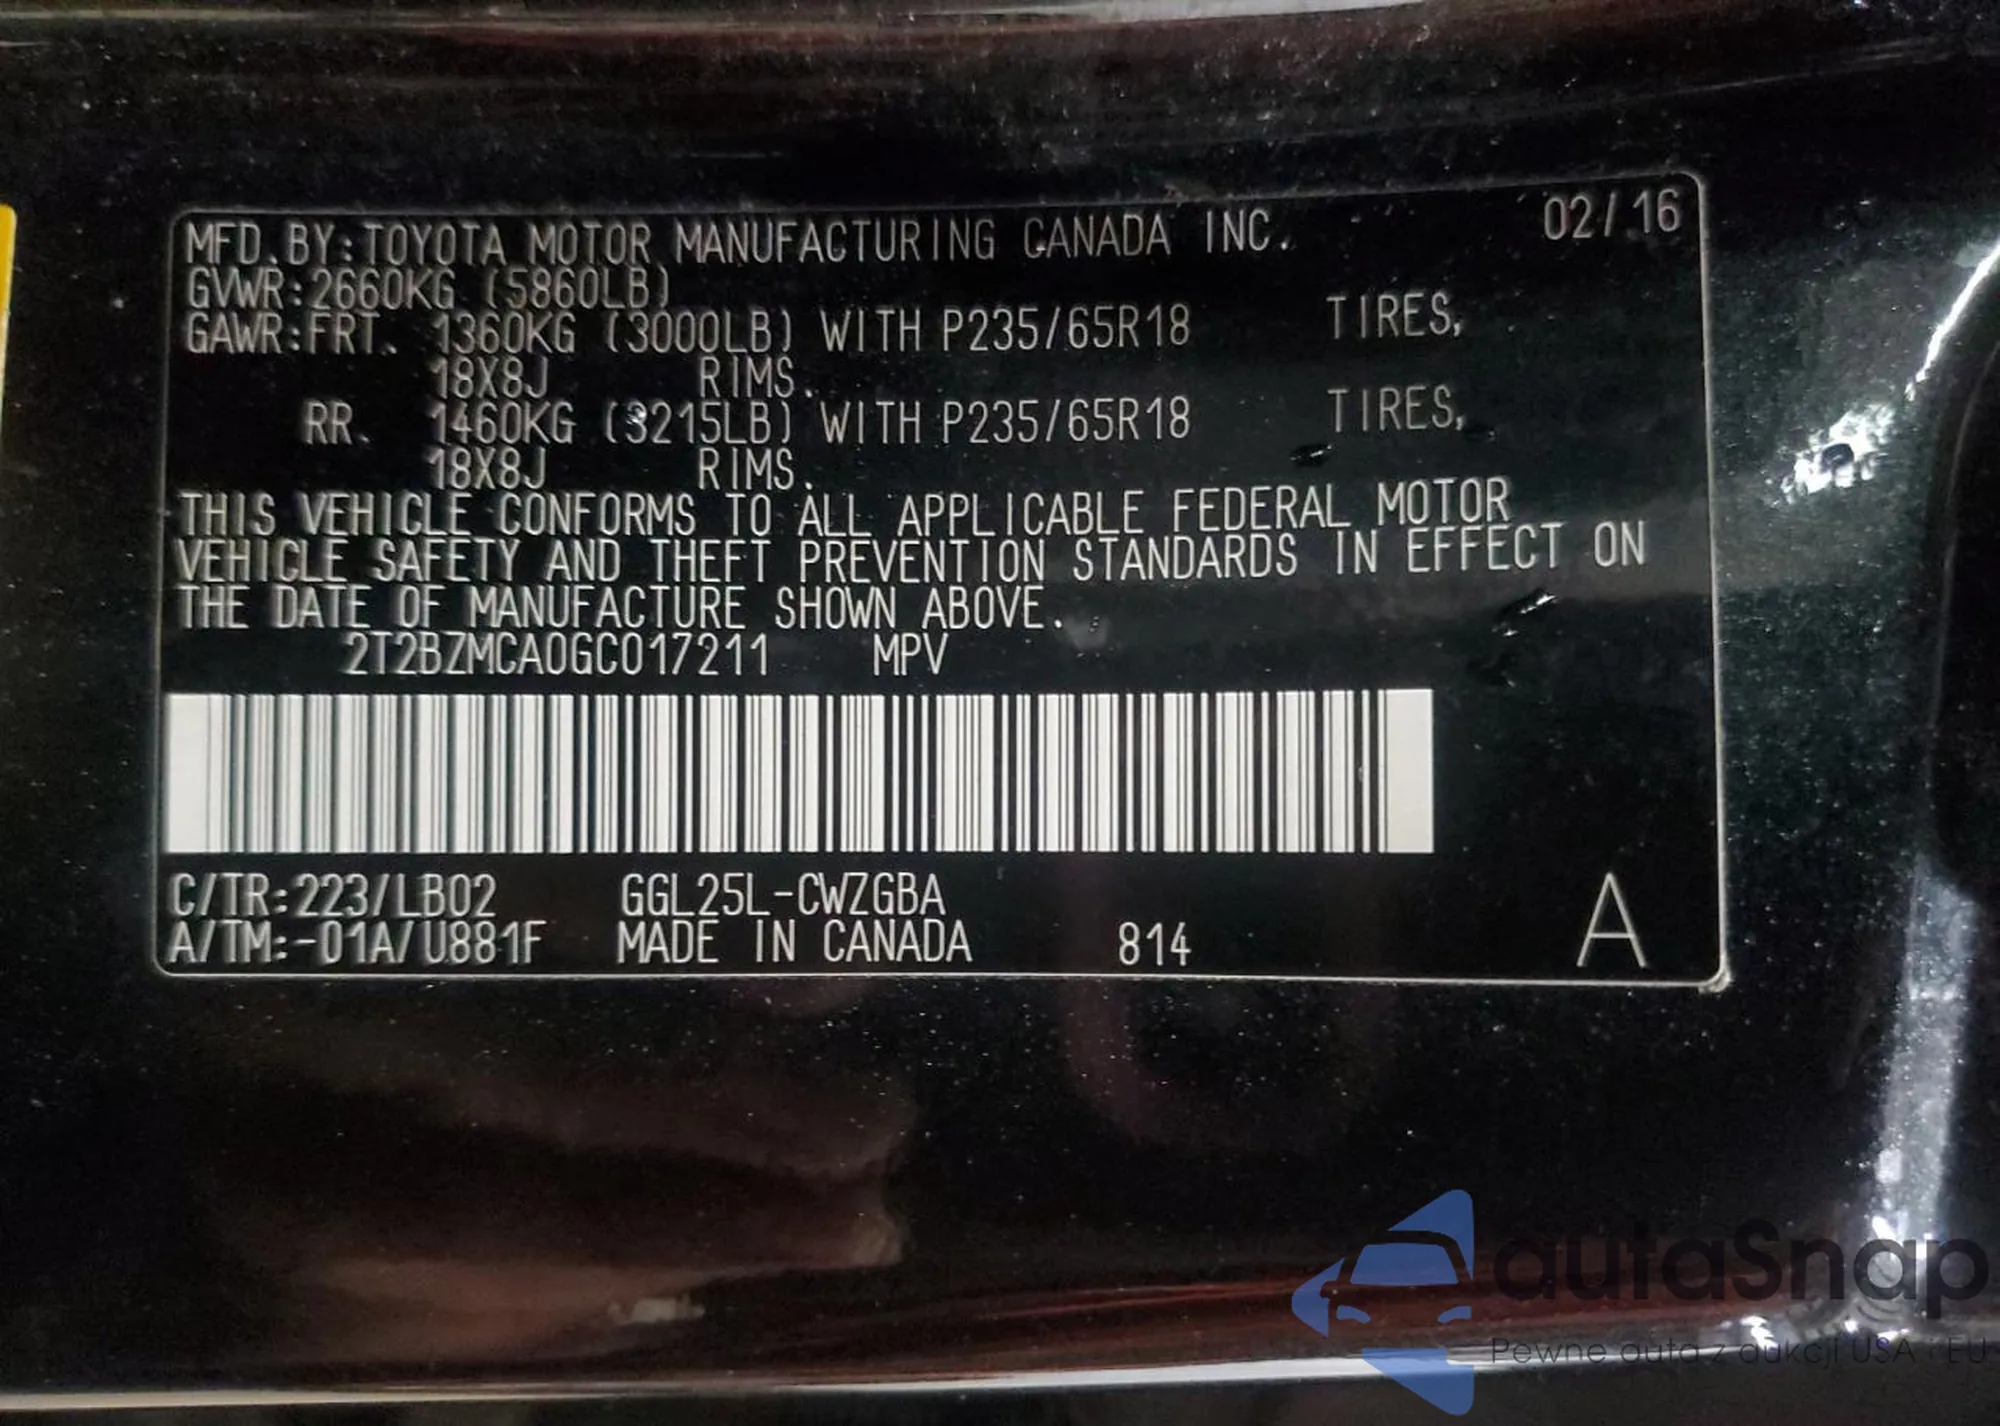 MFD.BY:TOYOTA MOTOR MANUFACTURING CANADA INC. 02/16
GVWR:2660KG (5860LB)
GAWR:FRT. 1360KG (3000LB) WITH P235/65R18 TIRES,
18X8J RIMS.
RR. 1460KG (3215LB) WITH P235/65R18 TIRES,
18X8J RIMS.
THIS VEHICLE CONFORMS TO ALL APPLICABLE FEDERAL MOTOR
VEHICLE SAFETY AND THEFT PREVENTION STANDARDS IN EFFECT ON
THE DATE OF MANUFACTURE SHOWN ABOVE.
2T2BZMCA0GC017211 MPV
C/TR:223/LB02 GGL25L-CWZGBA
A/TM:-01A/U881F MADE IN CANADA 814 A
autaSnap
Pewne auta z aukcji USA i EU